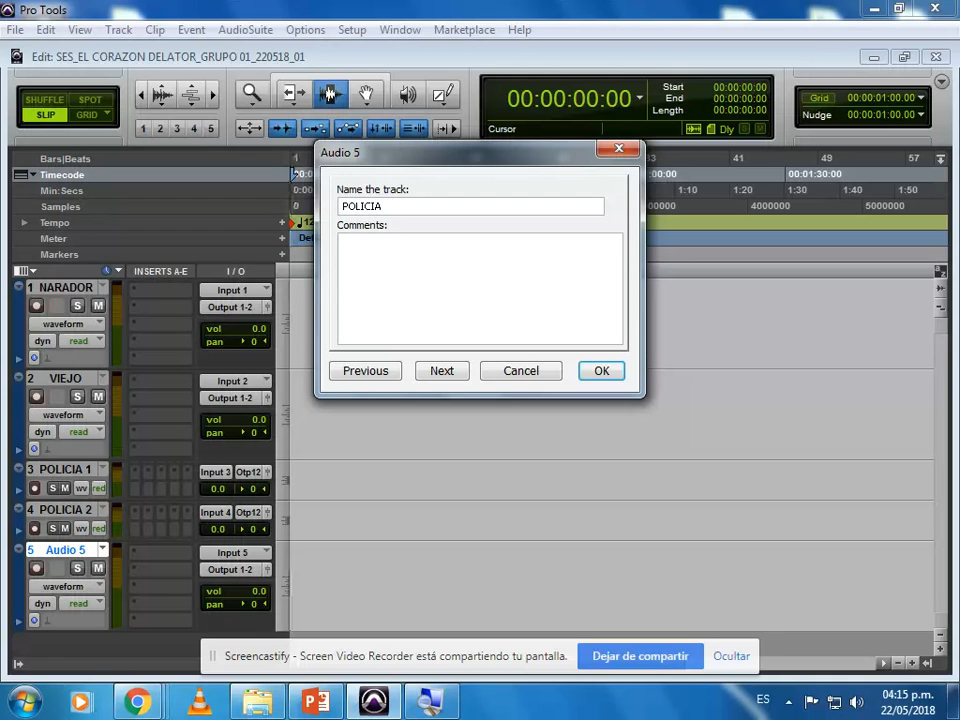 Pro Tools
File Edit View Track Clip Event AudioSuite Options Setup Window Marketplace Help
Edit: SES_EL CORAZON DELATOR_GRUPO 01_220518_01
SHUFFLE SPOT
SLIP GRID
1 2 3 4 5
00:00:00:00
Start 00:00:00:00
End 00:00:00:00
Length 00:00:00:00
Cursor
Dly
Grid 00:00:01:00.00
Nudge 00:00:01:00.00
Bars|Beats 1 33 41 49 57
Timecode
00:01:30:00
Min:Secs 1:10 1:20 1:30 1:40 1:50
Samples 0 4000000 5000000
Tempo
Meter
Markers
INSERTS A-E I / O
Audio 5
Name the track:
POLICIA
Comments:
Previous Next Cancel OK
1 NARADOR
S M
waveform
dyn read
Input 1
Output 1-2
vol 0.0
pan 0
2 VIEJO
S M
waveform
dyn read
Input 2
Output 1-2
vol 0.0
pan 0
3 POLICIA 1
S M wv red
Input 3 Otp12
0.0 0
4 POLICIA 2
S M wv red
Input 4 Otp12
0.0 0
5 Audio 5
S M
waveform
dyn read
Input 5
Output 1-2
vol 0.0
pan 0
Screencastify - Screen Video Recorder está compartiendo tu pantalla. Dejar de compartir Ocultar
ES
04:15 p.m.
22/05/2018